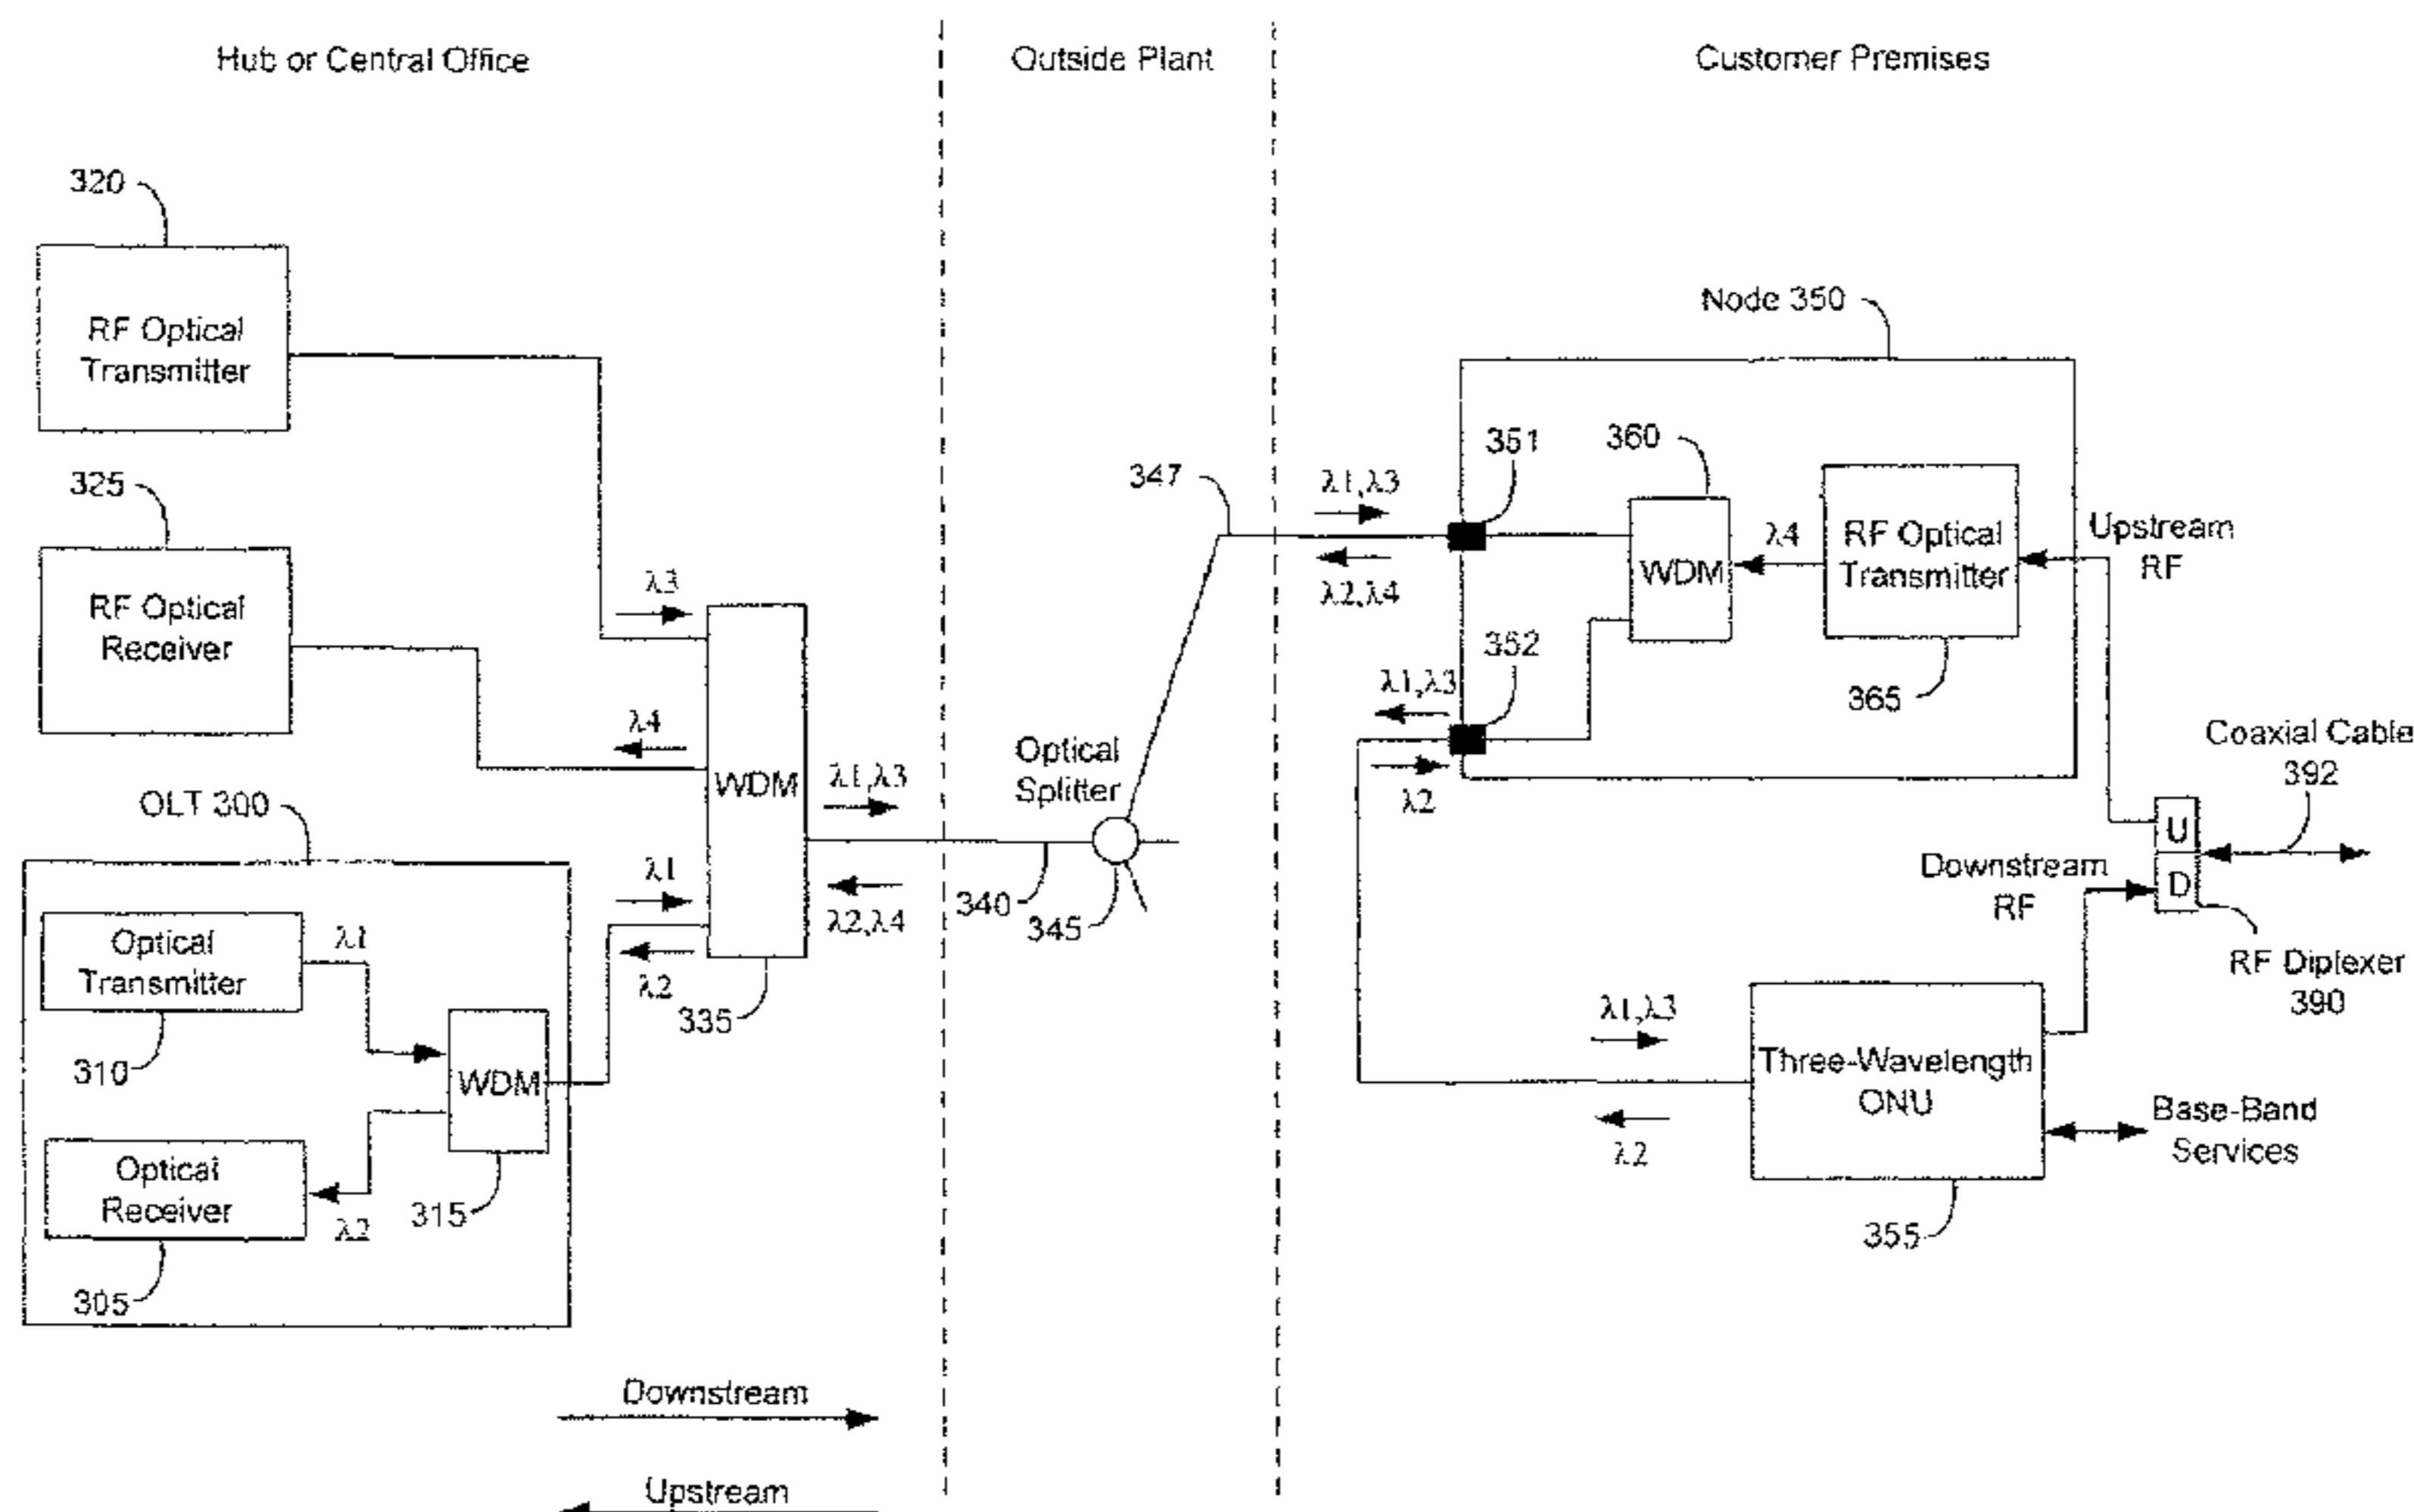 Hub or Central Office
Outside Plant
Customer Premises
320
RF Optical
Transmitter
325
RF Optical
Receiver
λ3
λ4
WDM
335
λ1
λ2
λ1,λ3
λ2,λ4
OLT 300
Optical
Transmitter
310
λ1
WDM
315
Optical
Receiver
305
λ2
Optical
Splitter
340
345
347
λ1,λ3
λ2,λ4
Node 350
351
360
WDM
λ4
RF Optical
Transmitter
365
Upstream
RF
352
λ1,λ3
λ2
Coaxial Cable
392
U
D
Downstream
RF
RF Diplexer
390
λ1,λ3
λ2
Three-Wavelength
ONU
355
Base-Band
Services
Downstream
Upstream